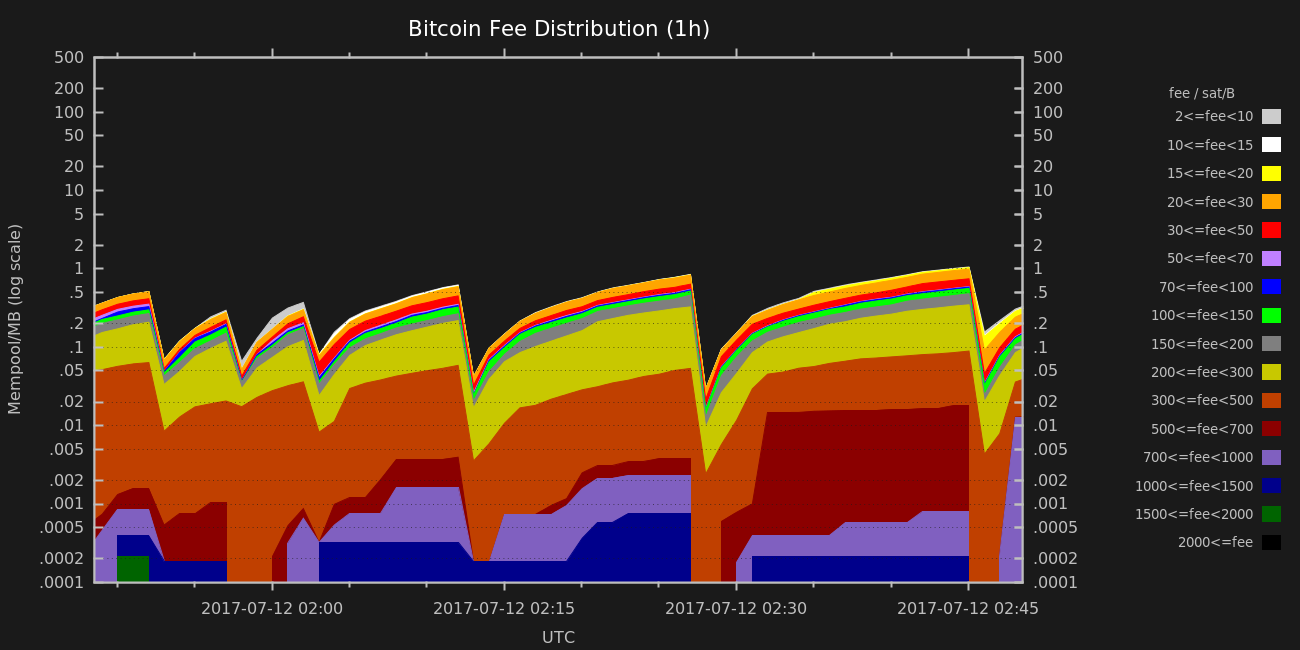 Bitcoin Fee Distribution (1h)
Mempool/MB (log scale)
500
200
100
50
20
10
5
2
1
.5
.2
.1
.05
.02
.01
.005
.002
.001
.0005
.0002
.0001
500
200
100
50
20
10
5
2
1
.5
.2
.1
.05
.02
.01
.005
.002
.001
.0005
.0002
.0001
2017-07-12 02:00
2017-07-12 02:15
2017-07-12 02:30
2017-07-12 02:45
UTC
fee / sat/B
2<=fee<10
10<=fee<15
15<=fee<20
20<=fee<30
30<=fee<50
50<=fee<70
70<=fee<100
100<=fee<150
150<=fee<200
200<=fee<300
300<=fee<500
500<=fee<700
700<=fee<1000
1000<=fee<1500
1500<=fee<2000
2000<=fee